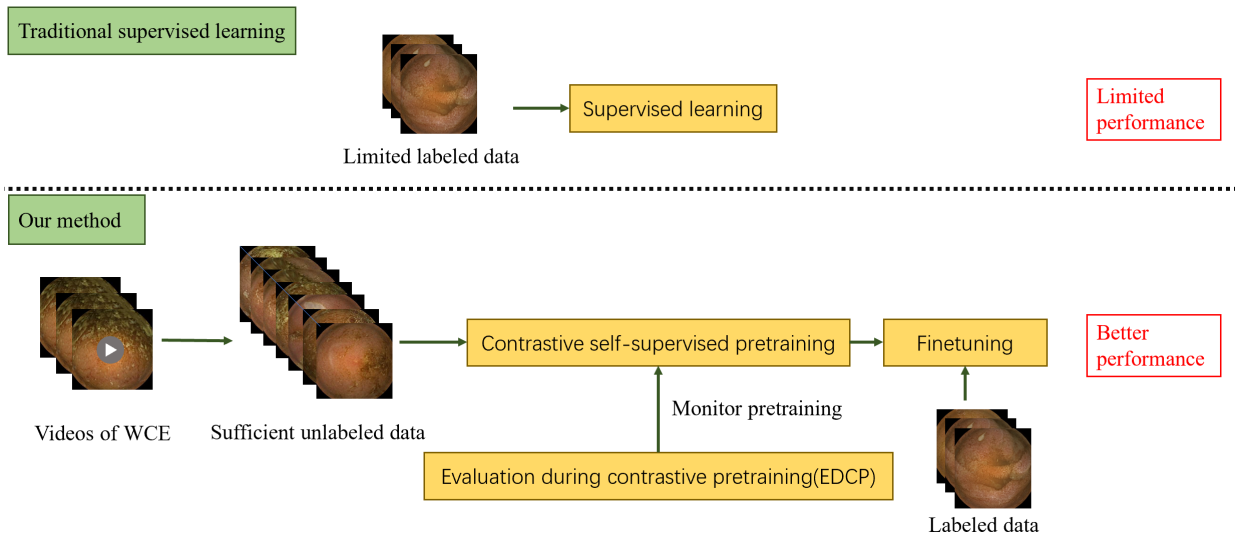 Traditional supervised learning
Supervised learning
Limited
performance
Limited labeled data
Our method
Contrastive self-supervised pretraining
Finetuning
Better
performance
Monitor pretraining
Videos of WCE
Sufficient unlabeled data
Evaluation during contrastive pretraining(EDCP)
Labeled data